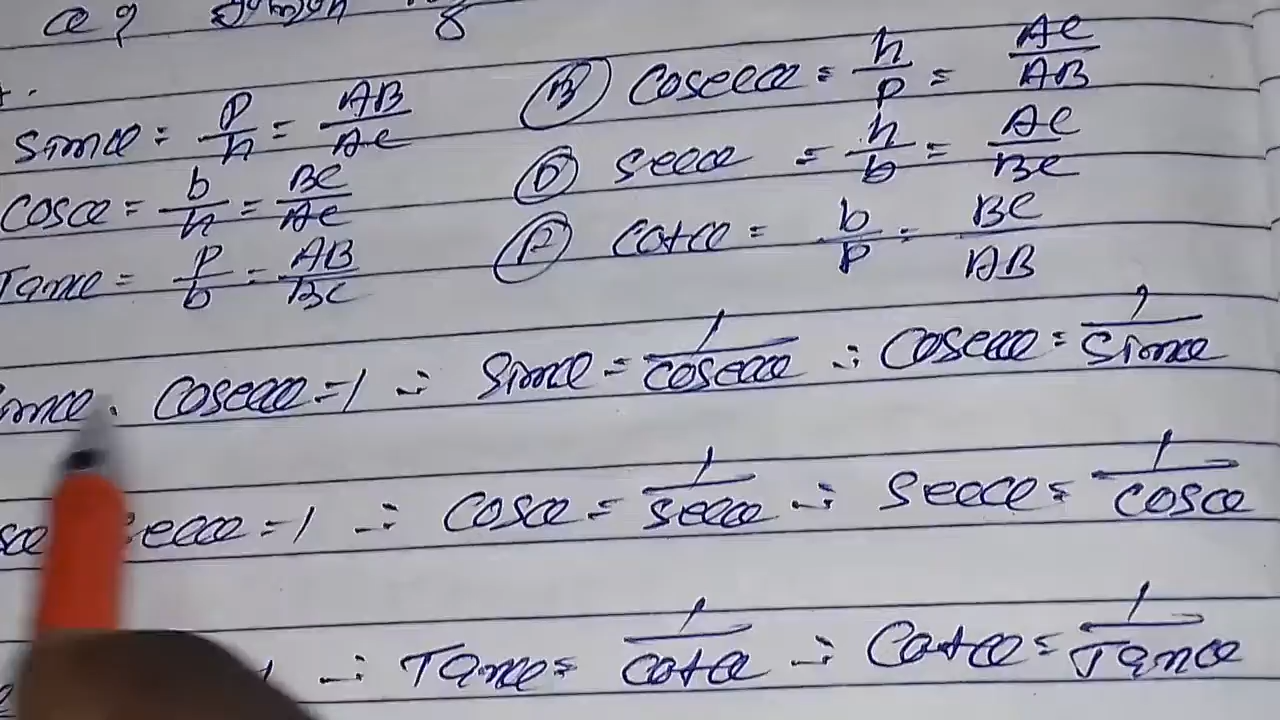 Sinα = p/h = AB/AC (B) Cosecα = h/p = AC/AB
Cosα = b/h = BC/AC (D) Secα = h/b = AC/BC
Tanα = p/b = AB/BC (F) Cotα = b/p = BC/AB
inα . Cosecα = 1 ∴ Sinα = 1/Cosecα ∴ Cosecα = 1/Sinα
sα Secα = 1 ∴ Cosα = 1/Secα ∴ Secα = 1/Cosα
∴ Tanα = 1/Cotα ∴ Cotα = 1/Tanα